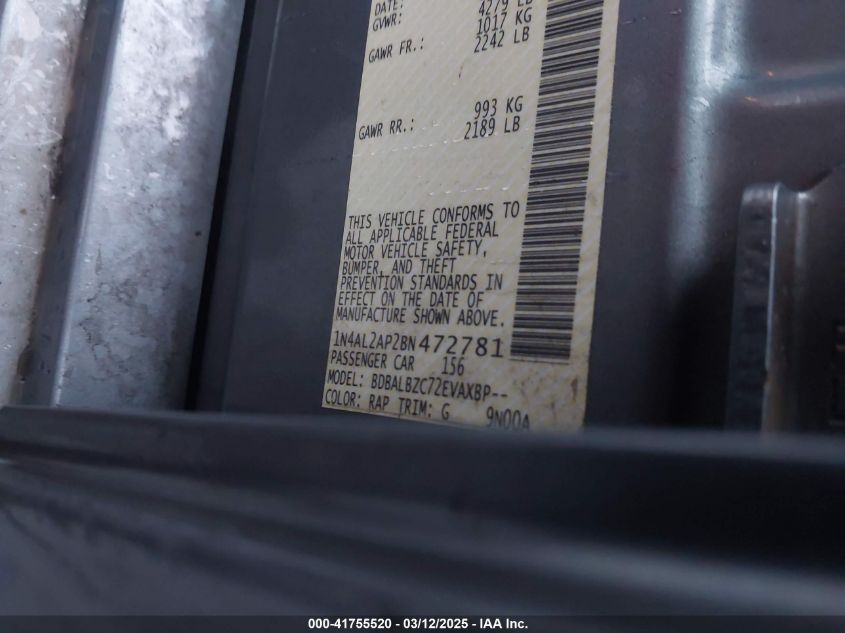 DATE: 4279 LB
GVWR: 1017 KG
GAWR FR.: 2242 LB
993 KG
GAWR RR.: 2189 LB
THIS VEHICLE CONFORMS TO
ALL APPLICABLE FEDERAL
MOTOR VEHICLE SAFETY,
BUMPER, AND THEFT
PREVENTION STANDARDS IN
EFFECT ON THE DATE OF
MANUFACTURE SHOWN ABOVE.
1N4AL2AP2BN472781
PASSENGER CAR 156
MODEL: BDBALBZC72EVAXBP--
COLOR: RAP TRIM: G 9N00A
000-41755520 - 03/12/2025 - IAA Inc.